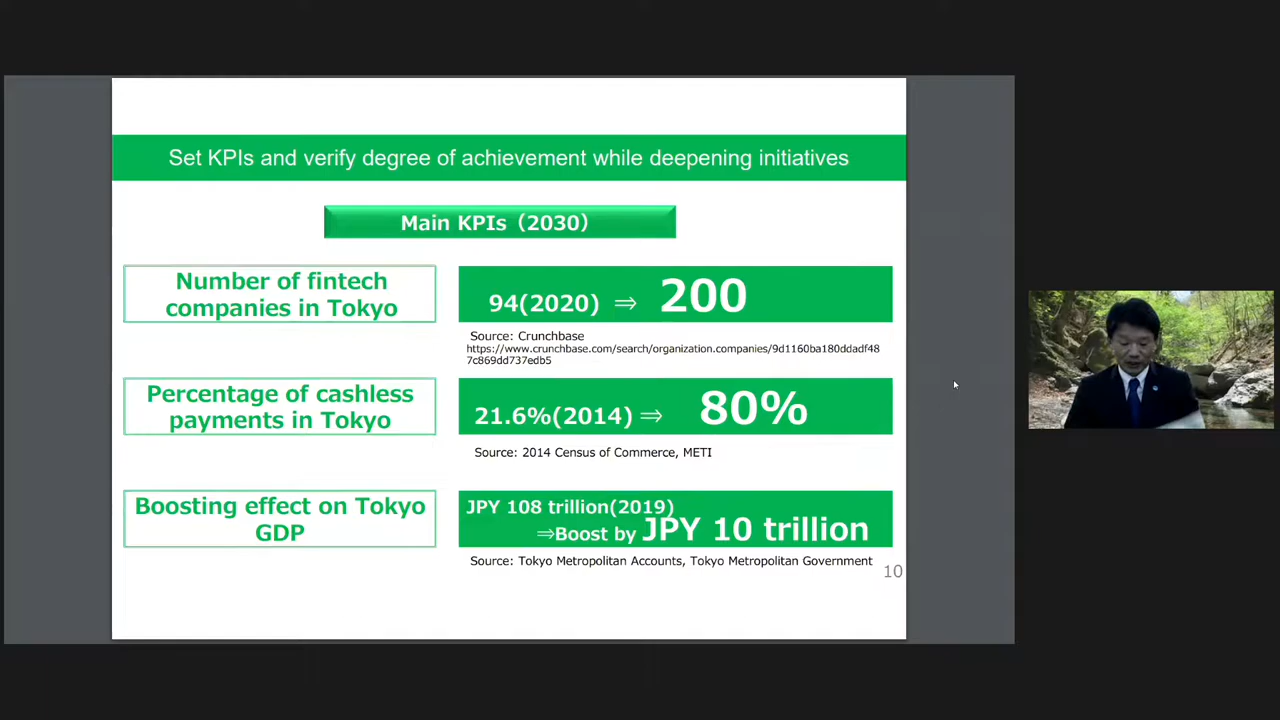 Set KPIs and verify degree of achievement while deepening initiatives
Main KPIs（2030）
Number of fintech
companies in Tokyo
94(2020) ⇒ 200
Source: Crunchbase
https://www.crunchbase.com/search/organization.companies/9d1160ba180ddadf48
7c869dd737edb5
Percentage of cashless
payments in Tokyo
21.6%(2014)⇒ 80%
Source: 2014 Census of Commerce, METI
Boosting effect on Tokyo
GDP
JPY 108 trillion(2019)
⇒Boost by JPY 10 trillion
Source: Tokyo Metropolitan Accounts, Tokyo Metropolitan Government
10